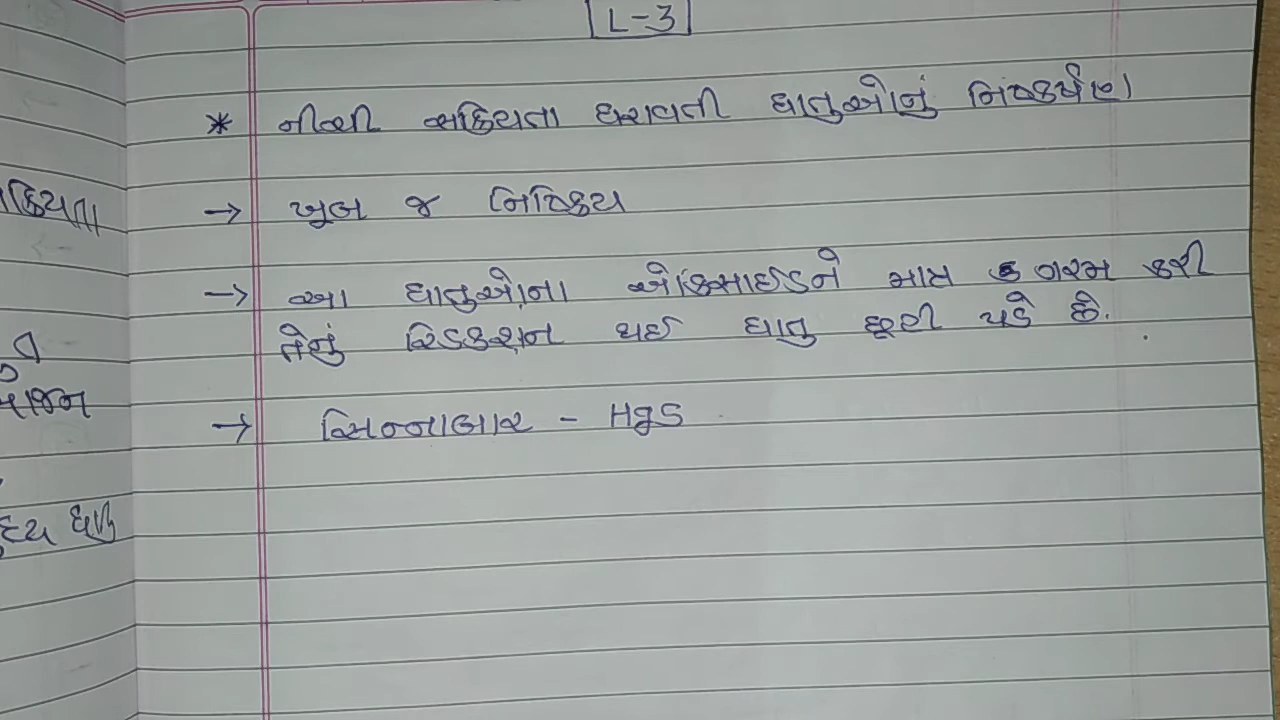 L-3
* નીચી સક્રિયતા ધરાવતી ધાતુઓનું નિષ્કર્ષણ
→ ખુબ જ નિષ્ક્રિય
→ આ ધાતુઓના ઓક્સાઈડને માત્ર ગરમ કરી
તેનું રિડક્શન થઈ ધાતુ છૂટી પડે છે.
→ સિન્નાબાર - HgS